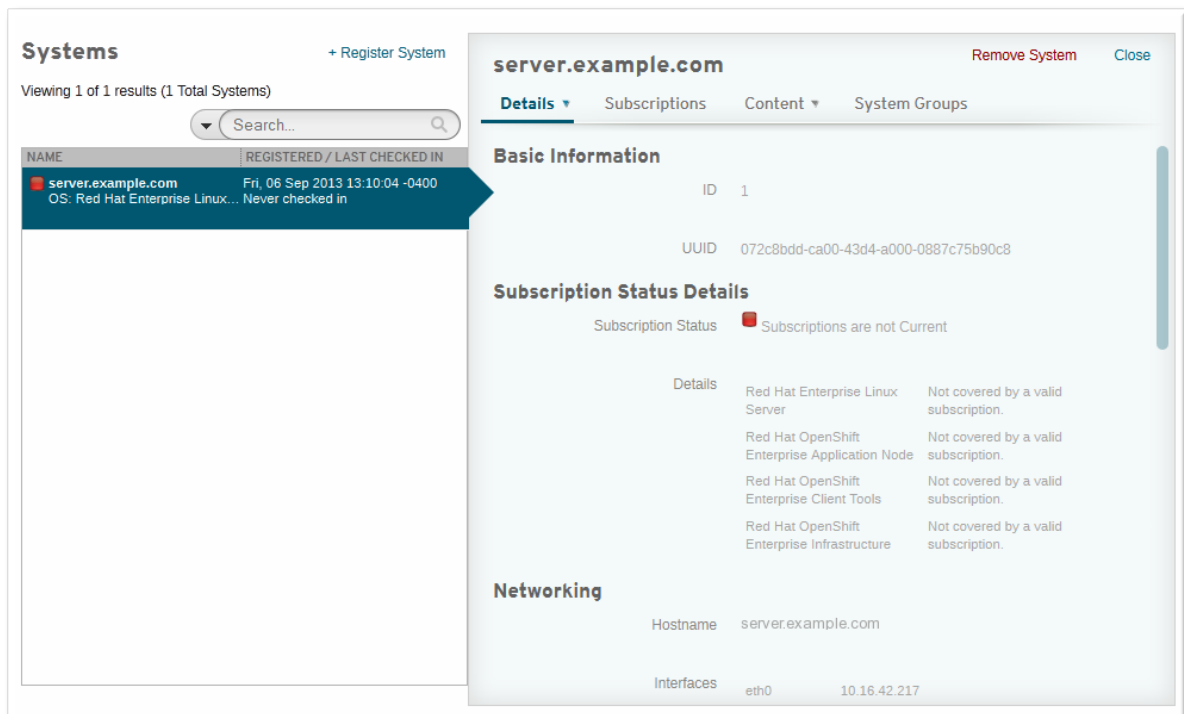 Systems
+ Register System
Viewing 1 of 1 results (1 Total Systems)
Search...
NAME REGISTERED / LAST CHECKED IN
server.example.com Fri, 06 Sep 2013 13:10:04 -0400
OS: Red Hat Enterprise Linux... Never checked in
server.example.com
Remove System Close
Details Subscriptions Content System Groups
Basic Information
ID 1
UUID 072c8bdd-ca00-43d4-a000-0887c75b90c8
Subscription Status Details
Subscription Status Subscriptions are not Current
Details
Red Hat Enterprise Linux Not covered by a valid
Server subscription.
Red Hat OpenShift Not covered by a valid
Enterprise Application Node subscription.
Red Hat OpenShift Not covered by a valid
Enterprise Client Tools subscription.
Red Hat OpenShift Not covered by a valid
Enterprise Infrastructure subscription.
Networking
Hostname server.example.com
Interfaces eth0 10.16.42.217